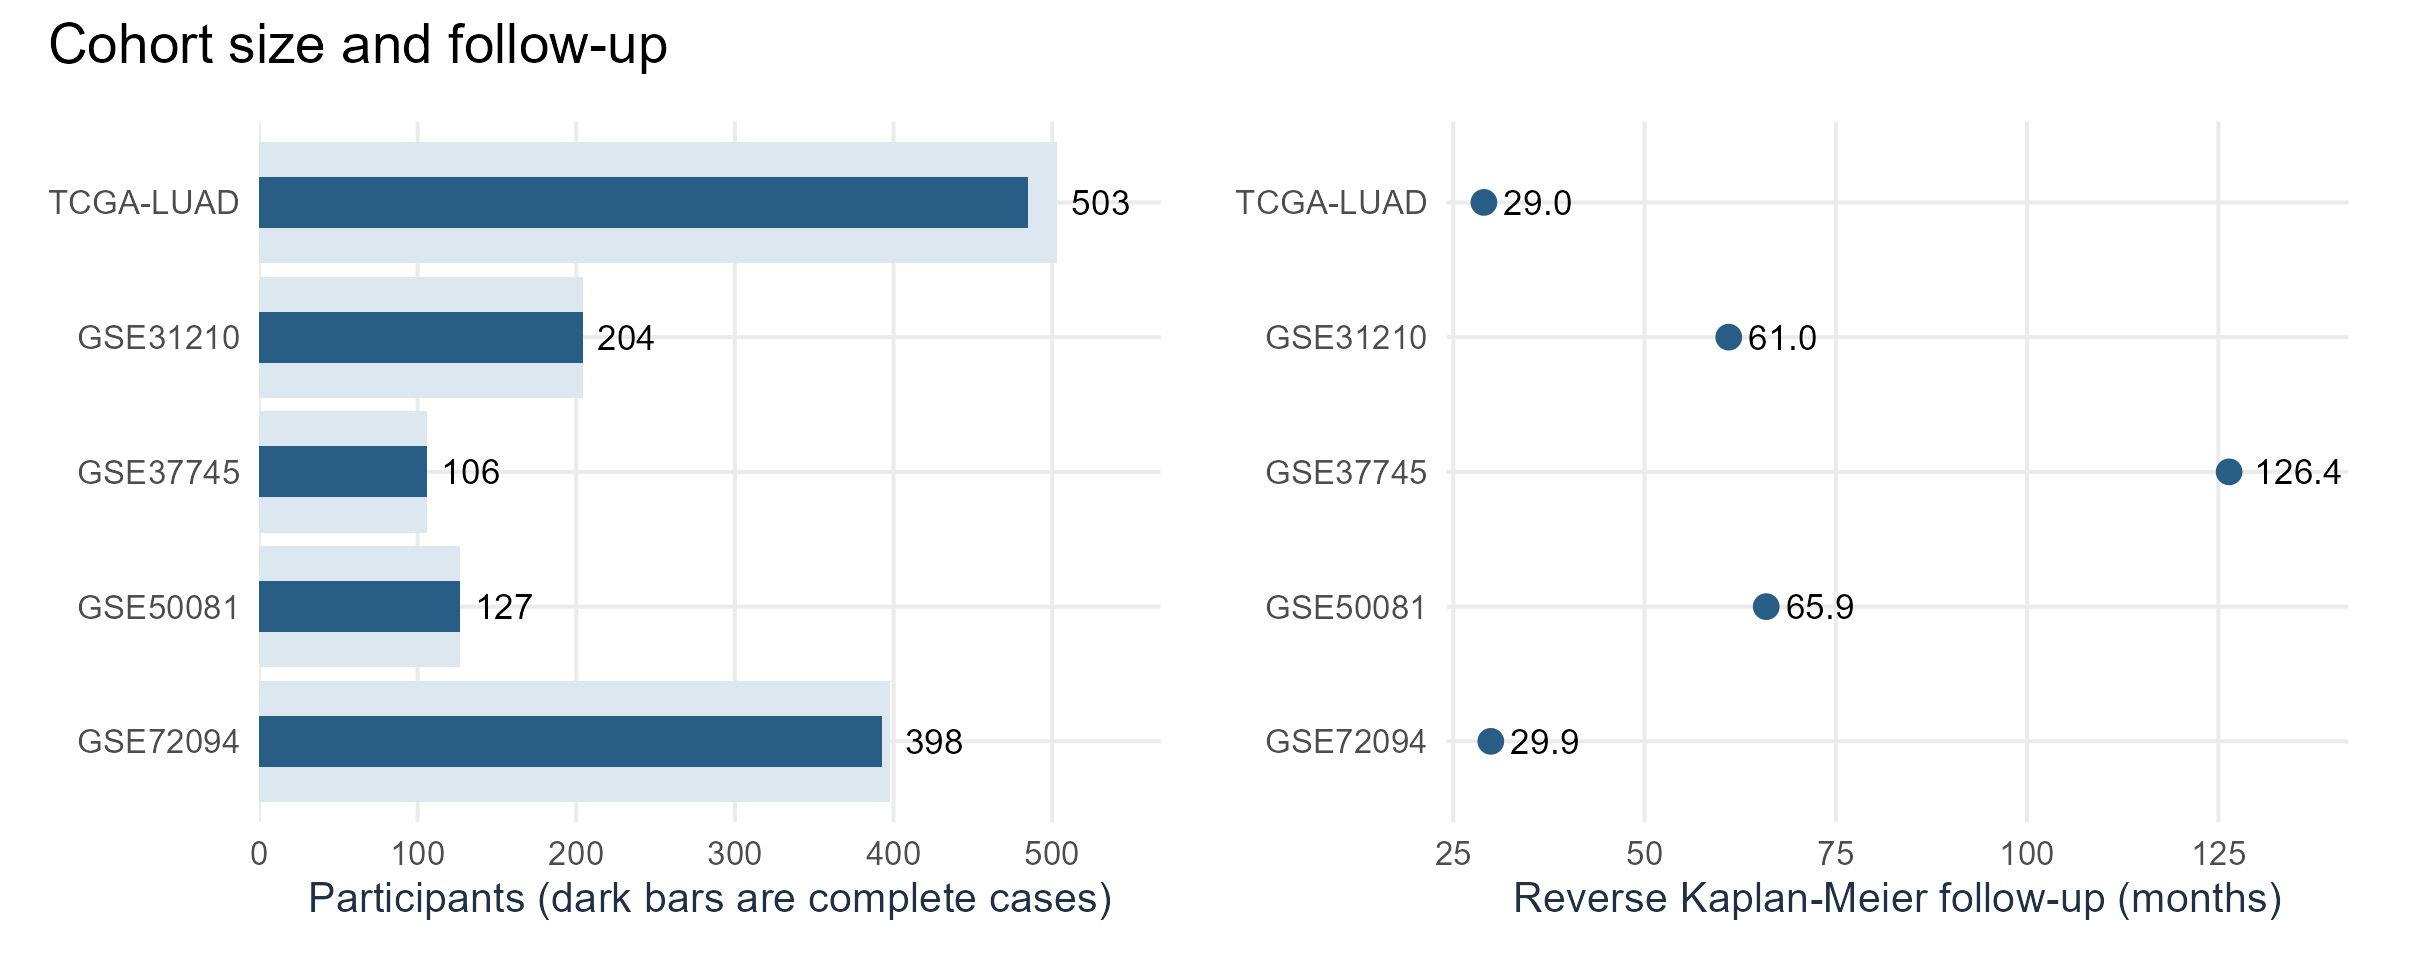 Cohort size and follow-up
TCGA-LUAD
503
GSE31210
204
GSE37745
106
GSE50081
127
GSE72094
398
0 100 200 300 400 500
Participants (dark bars are complete cases)
TCGA-LUAD
29.0
GSE31210
61.0
GSE37745
126.4
GSE50081
65.9
GSE72094
29.9
25 50 75 100 125
Reverse Kaplan-Meier follow-up (months)